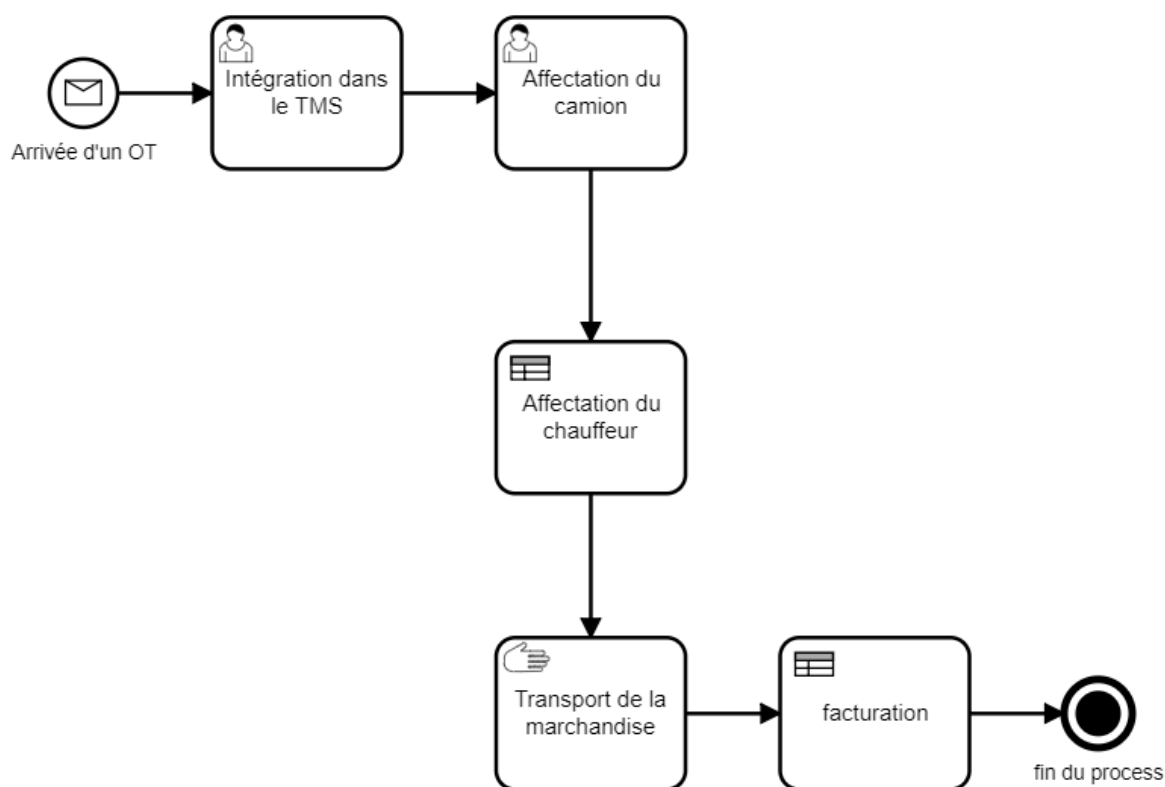 Arrivée d'un OT
Intégration dans
le TMS
Affectation du
camion
Affectation du
chauffeur
Transport de la
marchandise
facturation
fin du process